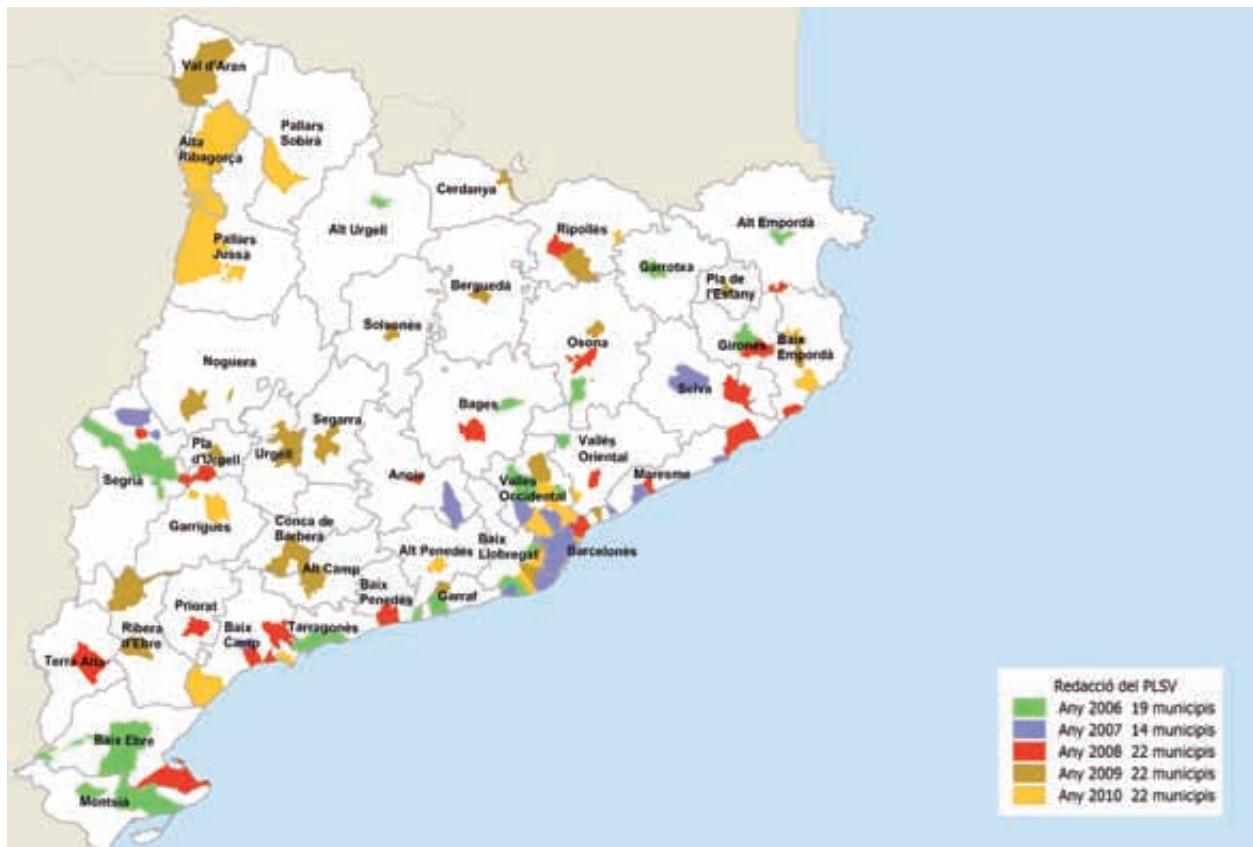 Val d'Aran
Pallars
Sobirà
Alta
Ribagorça
Cerdanya
Alt Urgell
Ripollès
Alt Empordà
Pallars
Jussà
Garrotxa
Pla de
l'Estany
Berguedà
Solsonès
Osona
Gironès
Baix
Empordà
Noguera
Selva
Bages
Segarra
Pla
d'Urgell
Urgell
Vallès
Oriental
Segrià
Anoia
Vallès
Occidental
Maresme
Garrigues
Conca de
Barberà
Alt Penedès
Baix
Llobregat
Barcelonès
Alt Camp
Baix
Penedès
Garraf
Priorat
Ribera
d'Ebre
Baix
Camp
Tarragonès
Terra Alta
Baix Ebre
Montsià
Redacció del PLSV
Any 2006 19 municipis
Any 2007 14 municipis
Any 2008 22 municipis
Any 2009 22 municipis
Any 2010 22 municipis